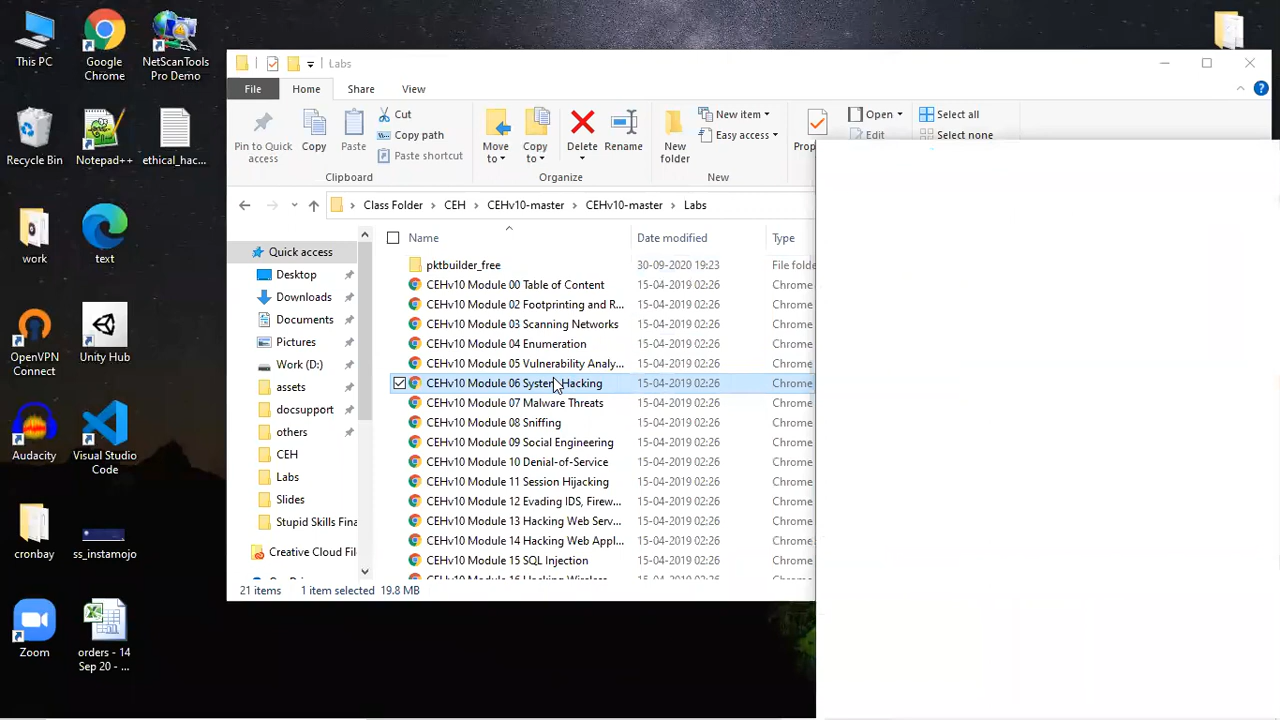 This PC
Google Chrome
NetScanTools Pro Demo
Recycle Bin
Notepad++
ethical_hac...
work
text
OpenVPN Connect
Unity Hub
Audacity
Visual Studio Code
cronbay
ss_instamojo
Zoom
orders - 14 Sep 20 - ...
Labs
File
Home
Share
View
Pin to Quick access
Copy
Paste
Cut
Copy path
Paste shortcut
Clipboard
Move to
Copy to
Delete
Rename
Organize
New folder
New item
Easy access
New
Prop
Open
Edit
Select all
Select none
Class Folder > CEH > CEHv10-master > CEHv10-master > Labs
Quick access
Desktop
Downloads
Documents
Pictures
Work (D:)
assets
docsupport
others
CEH
Labs
Slides
Stupid Skills Fina
Creative Cloud Fil
Name Date modified Type
pktbuilder_free 30-09-2020 19:23 File folde
CEHv10 Module 00 Table of Content 15-04-2019 02:26 Chrome
CEHv10 Module 02 Footprinting and R... 15-04-2019 02:26 Chrome
CEHv10 Module 03 Scanning Networks 15-04-2019 02:26 Chrome
CEHv10 Module 04 Enumeration 15-04-2019 02:26 Chrome
CEHv10 Module 05 Vulnerability Analy... 15-04-2019 02:26 Chrome
CEHv10 Module 06 System Hacking 15-04-2019 02:26 Chrome
CEHv10 Module 07 Malware Threats 15-04-2019 02:26 Chrome
CEHv10 Module 08 Sniffing 15-04-2019 02:26 Chrome
CEHv10 Module 09 Social Engineering 15-04-2019 02:26 Chrome
CEHv10 Module 10 Denial-of-Service 15-04-2019 02:26 Chrome
CEHv10 Module 11 Session Hijacking 15-04-2019 02:26 Chrome
CEHv10 Module 12 Evading IDS, Firew... 15-04-2019 02:26 Chrome
CEHv10 Module 13 Hacking Web Serv... 15-04-2019 02:26 Chrome
CEHv10 Module 14 Hacking Web Appl... 15-04-2019 02:26 Chrome
CEHv10 Module 15 SQL Injection 15-04-2019 02:26 Chrome
21 items 1 item selected 19.8 MB